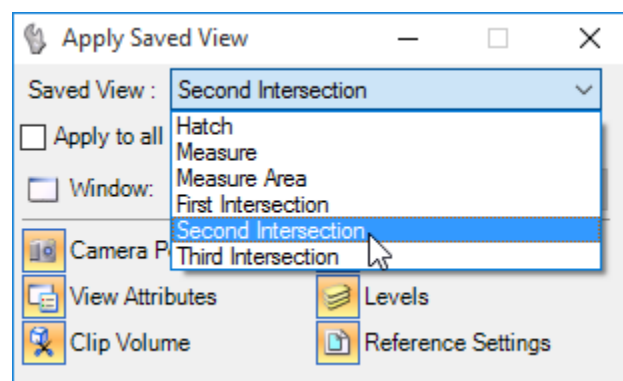 Apply Saved View
Saved View : Second Intersection
Apply to all
Hatch
Measure
Measure Area
First Intersection
Second Intersection
Third Intersection
Window:
Camera P
View Attributes
Levels
Clip Volume
Reference Settings